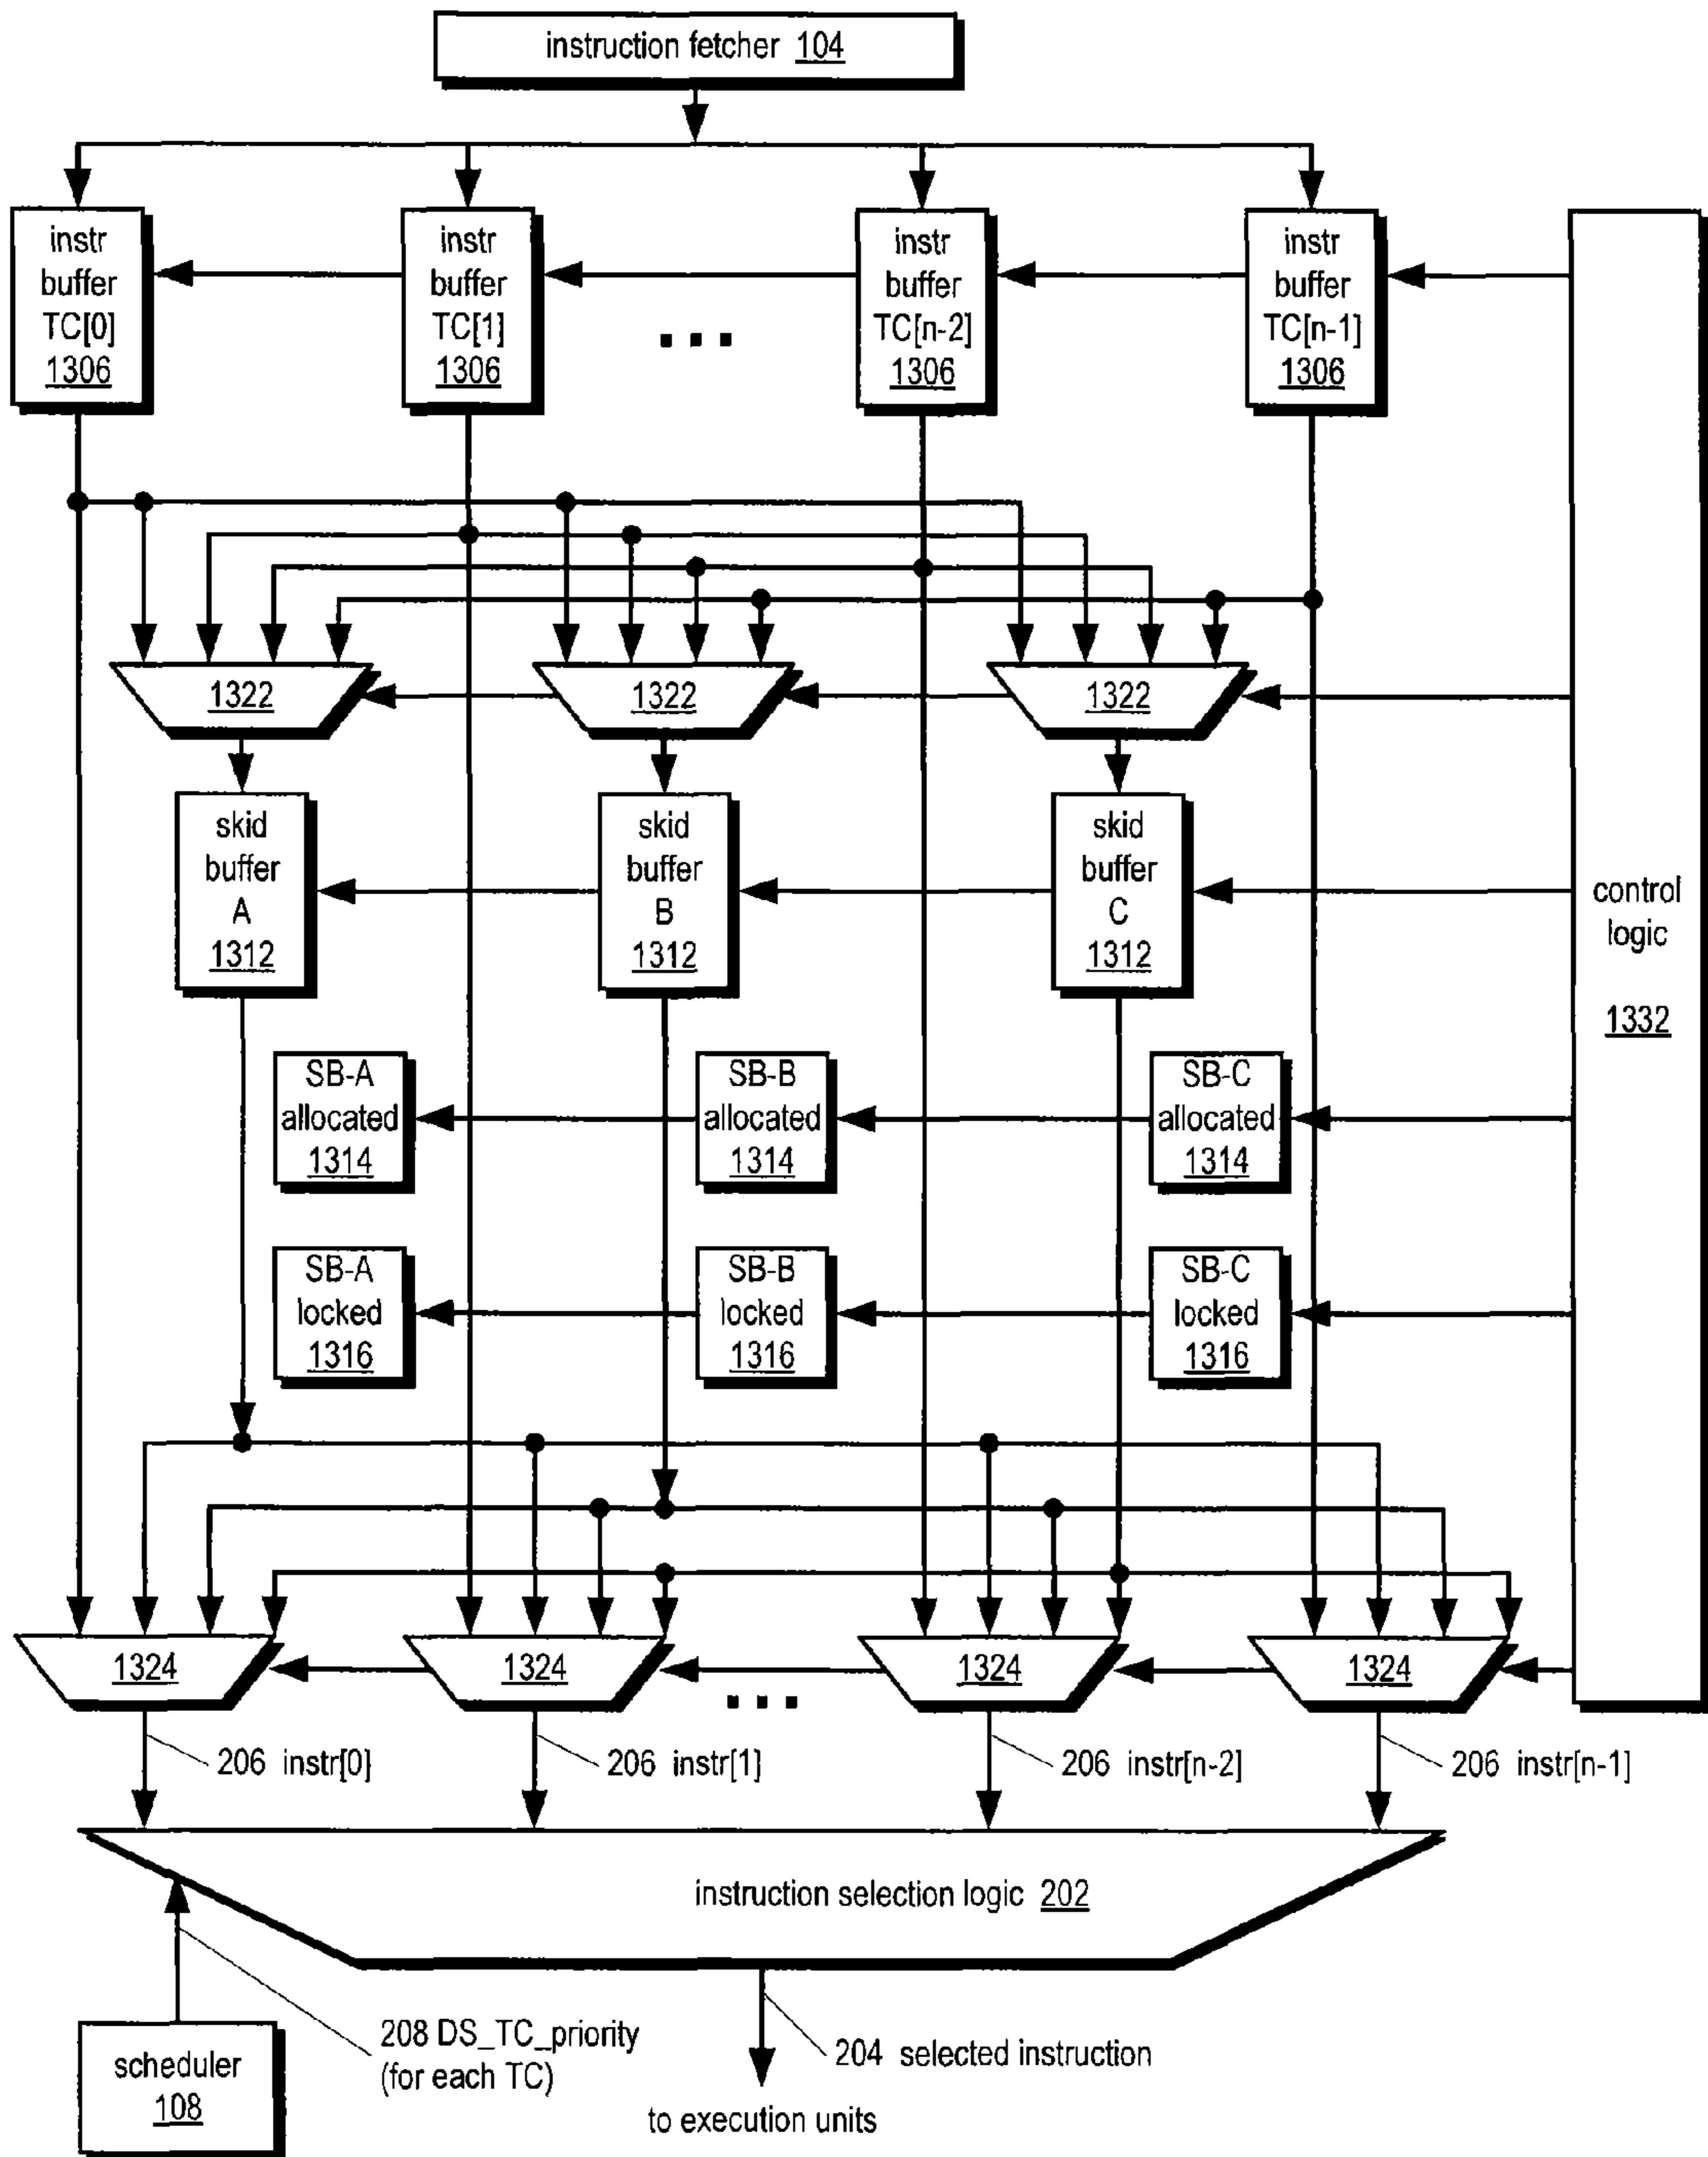 instruction fetcher 104
instr
buffer
TC[0]
1306
instr
buffer
TC[1]
1306
...
instr
buffer
TC[n-2]
1306
instr
buffer
TC[n-1]
1306
1322
1322
1322
skid
buffer
A
1312
skid
buffer
B
1312
skid
buffer
C
1312
control
logic
1332
SB-A
allocated
1314
SB-B
allocated
1314
SB-C
allocated
1314
SB-A
locked
1316
SB-B
locked
1316
SB-C
locked
1316
1324
1324
...
1324
1324
206 instr[0]
206 instr[1]
206 instr[n-2]
206 instr[n-1]
instruction selection logic 202
scheduler
108
208 DS_TC_priority
(for each TC)
204 selected instruction
to execution units